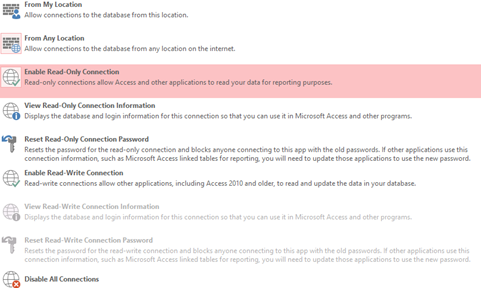 From My Location
Allow connections to the database from this location.
From Any Location
Allow connections to the database from any location on the internet.
Enable Read-Only Connection
Read-only connections allow Access and other applications to read your data for reporting purposes.
View Read-Only Connection Information
Displays the database and login information for this connection so that you can use it in Microsoft Access and other programs.
Reset Read-Only Connection Password
Resets the password for the read-only connection and blocks anyone connecting to this app with the old passwords. If other applications use this
connection information, such as Microsoft Access linked tables for reporting, you will need to update those applications to use the new password.
Enable Read-Write Connection
Read-write connections allow other applications, including Access 2010 and older, to read and update the data in your database.
View Read-Write Connection Information
Displays the database and login information for this connection so that you can use it in Microsoft Access and other programs.
Reset Read-Write Connection Password
Resets the password for the read-write connection and blocks anyone connecting to this app with the old passwords. If other applications use this
connection information, such as Microsoft Access linked tables for reporting, you will need to update those applications to use the new password.
Disable All Connections